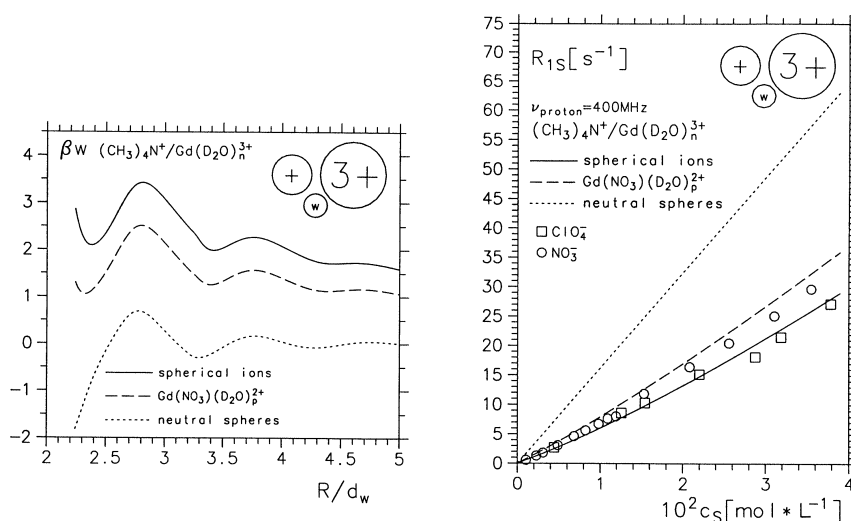 βW (CH₃)₄N⁺/Gd(D₂O)ₙ³⁺
+ 3+
w
4
3
2
1
0
-1
-2
spherical ions
Gd(NO₃)(D₂O)ₚ²⁺
neutral spheres
2 2.5 3 3.5 4 4.5 5
R/d_w
75
70
65
60
55
50
45
40
35
30
25
20
15
10
5
0
R₁S[s⁻¹]
+ 3+
w
ν_proton=400MHz
(CH₃)₄N⁺/Gd(D₂O)ₙ³⁺
spherical ions
Gd(NO₃)(D₂O)ₚ²⁺
neutral spheres
ClO₄⁻
NO₃⁻
0 1 2 3 4
10²c_S[mol*L⁻¹]